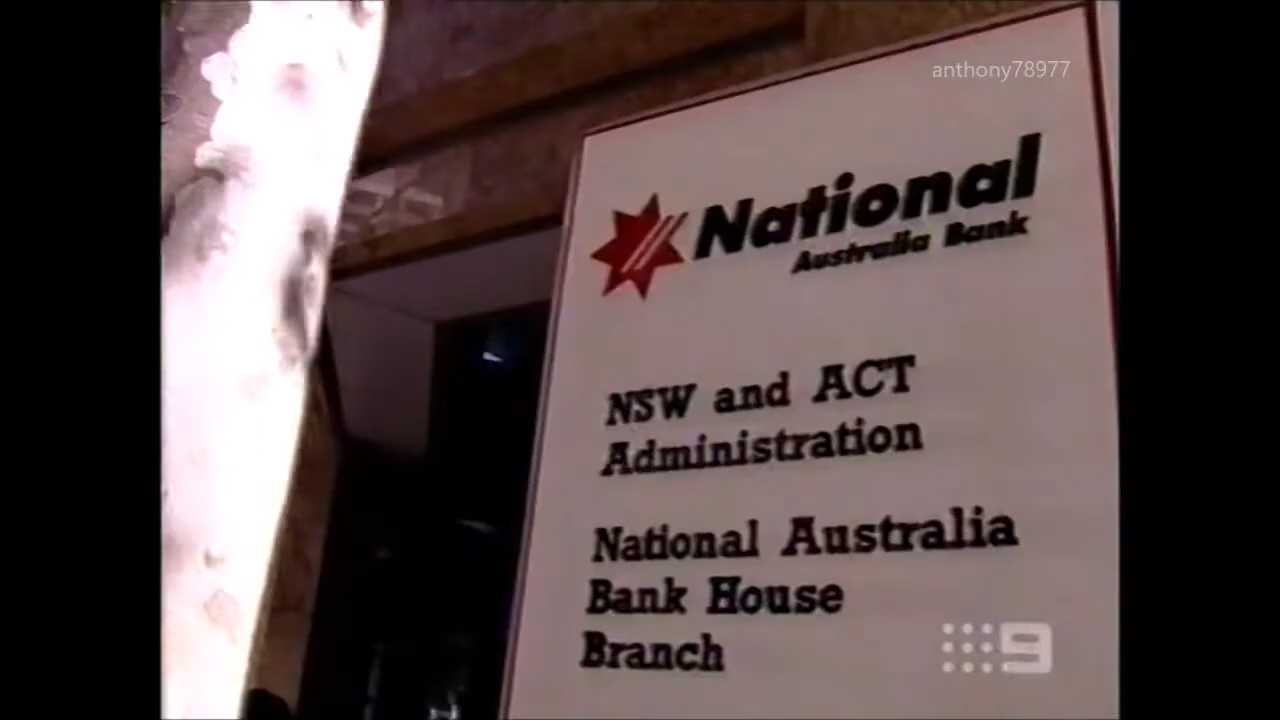 anthony78977
National
Australia Bank
NSW and ACT
Administration
National Australia
Bank House
Branch
9